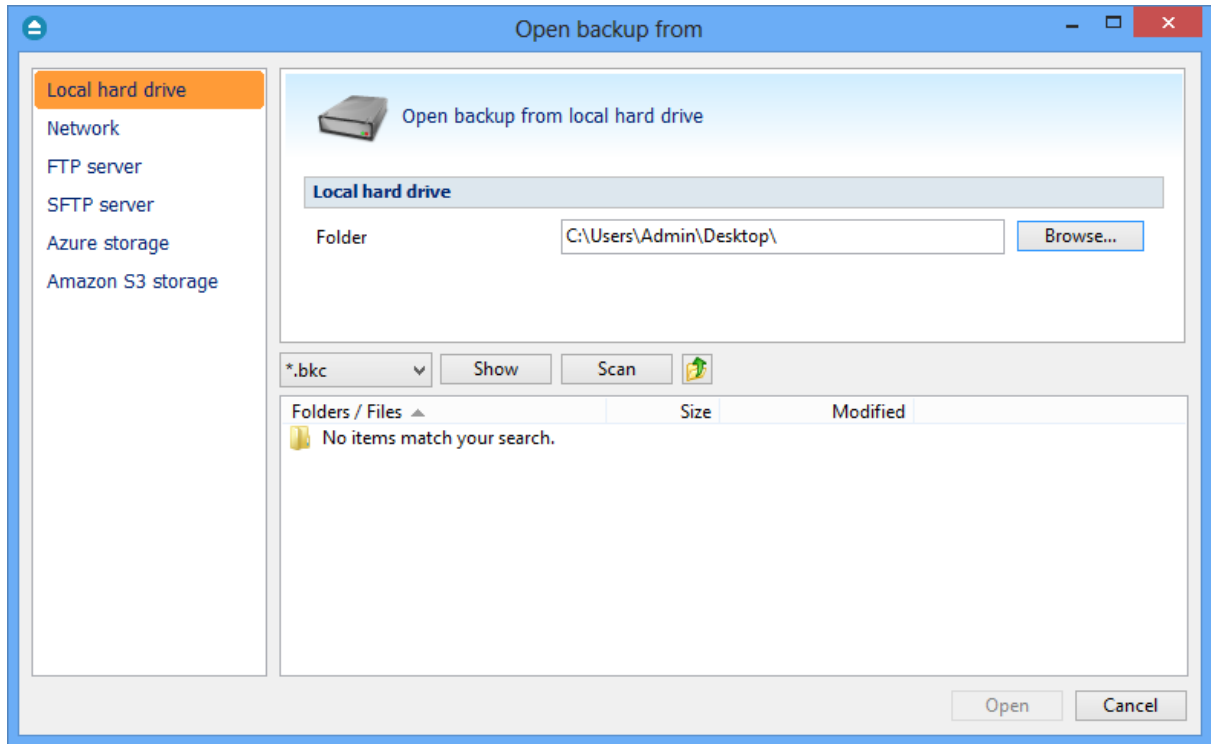 Open backup from
Local hard drive
Network
FTP server
SFTP server
Azure storage
Amazon S3 storage
Open backup from local hard drive
Local hard drive
Folder C:\Users\Admin\Desktop\ Browse...
*.bkc Show Scan
Folders / Files Size Modified
No items match your search.
Open Cancel